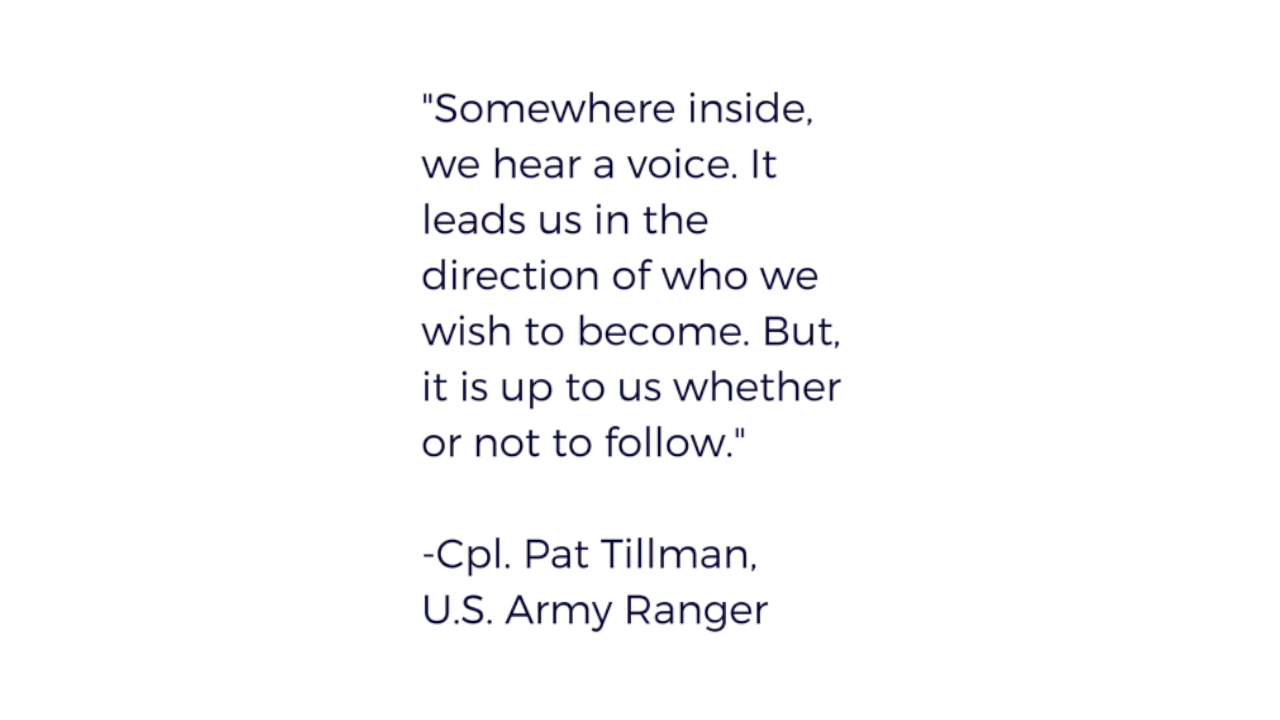 "Somewhere inside,
we hear a voice. It
leads us in the
direction of who we
wish to become. But,
it is up to us whether
or not to follow."
-Cpl. Pat Tillman,
U.S. Army Ranger